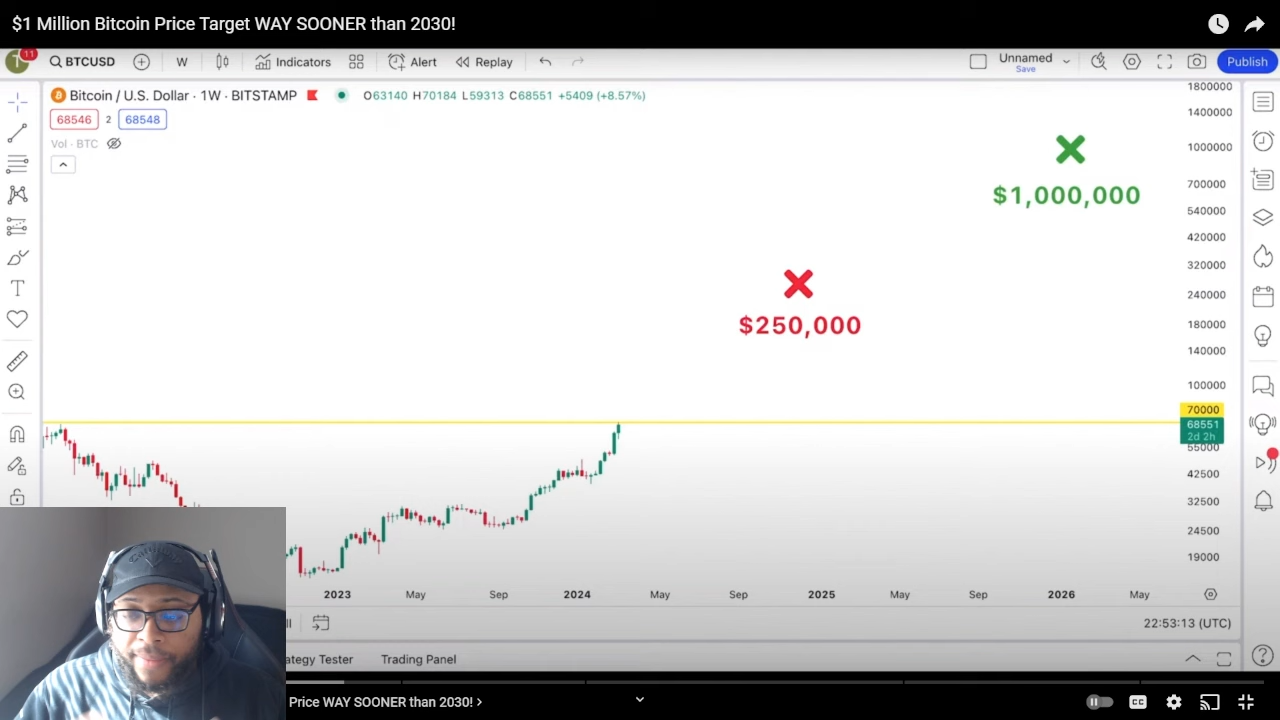 $1 Million Bitcoin Price Target WAY SOONER than 2030!
T 11 BTCUSD W Indicators Alert Replay Unnamed Save Publish
Bitcoin / U.S. Dollar · 1W · BITSTAMP O63140 H70184 L59313 C68551 +5409 (+8.57%)
68546 2 68548
Vol · BTC
1800000
1400000
1000000
$1,000,000
700000
540000
420000
320000
240000
$250,000
180000
140000
100000
70000
68551
2d 2h
55000
42500
32500
24500
19000
2023 May Sep 2024 May Sep 2025 May Sep 2026 May
22:53:13 (UTC)
ategy Tester Trading Panel
Price WAY SOONER than 2030! ›
CC